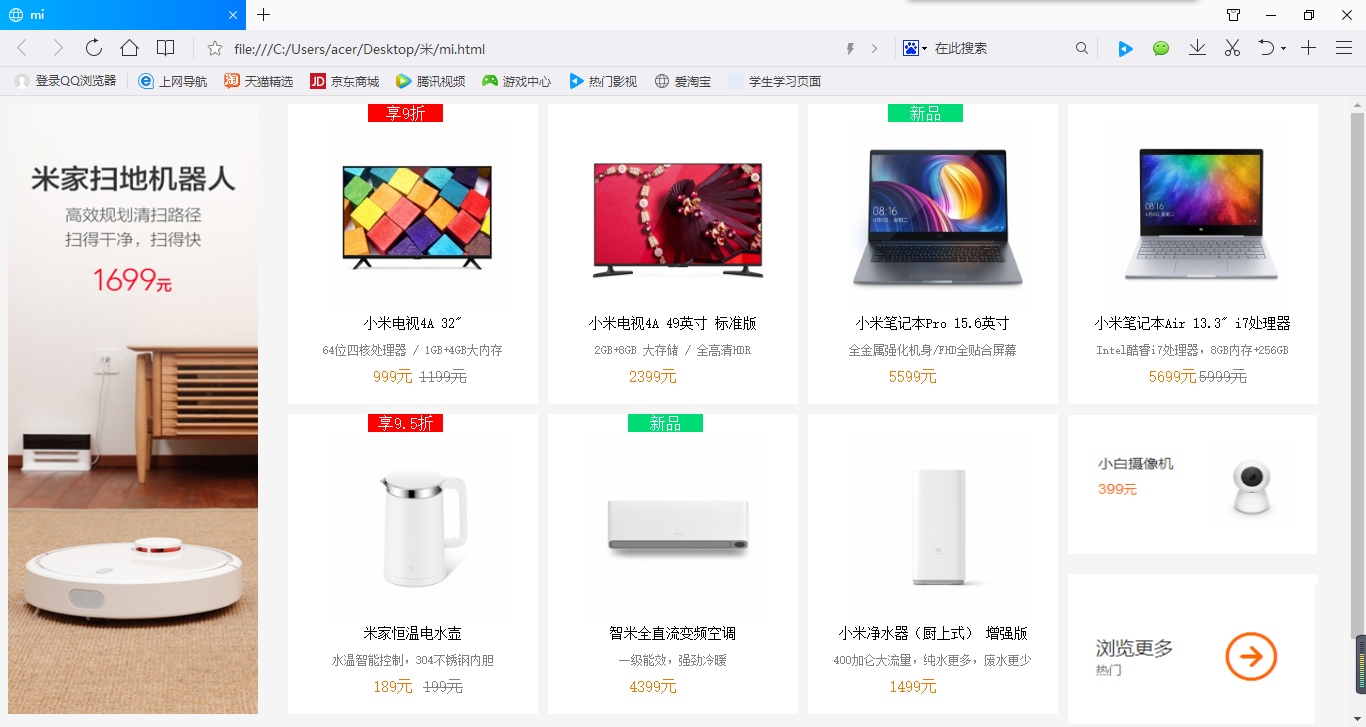 mi
file:///C:/Users/acer/Desktop/米/mi.html
在此搜索
登录QQ浏览器
上网导航
淘
天猫精选
JD
京东商城
腾讯视频
游戏中心
热门影视
爱淘宝
学生学习页面
米家扫地机器人
高效规划清扫路径
扫得干净，扫得快
1699元
享9折
小米电视4A 32"
64位四核处理器 / 1GB+4GB大内存
999元 1199元
小米电视4A 49英寸 标准版
2GB+8GB 大存储 / 全高清HDR
2399元
新品
08:16
小米笔记本Pro 15.6英寸
全金属强化机身/FHD全贴合屏幕
5599元
08:16
小米笔记本Air 13.3" i7处理器
Intel酷睿i7处理器，8GB内存+256GB
5699元 5999元
享9.5折
米家恒温电水壶
水温智能控制，304不锈钢内胆
189元 199元
新品
智米全直流变频空调
一级能效，强劲冷暖
4399元
小米净水器（厨上式） 增强版
400加仑大流量，纯水更多，废水更少
1499元
小白摄像机
399元
浏览更多
热门